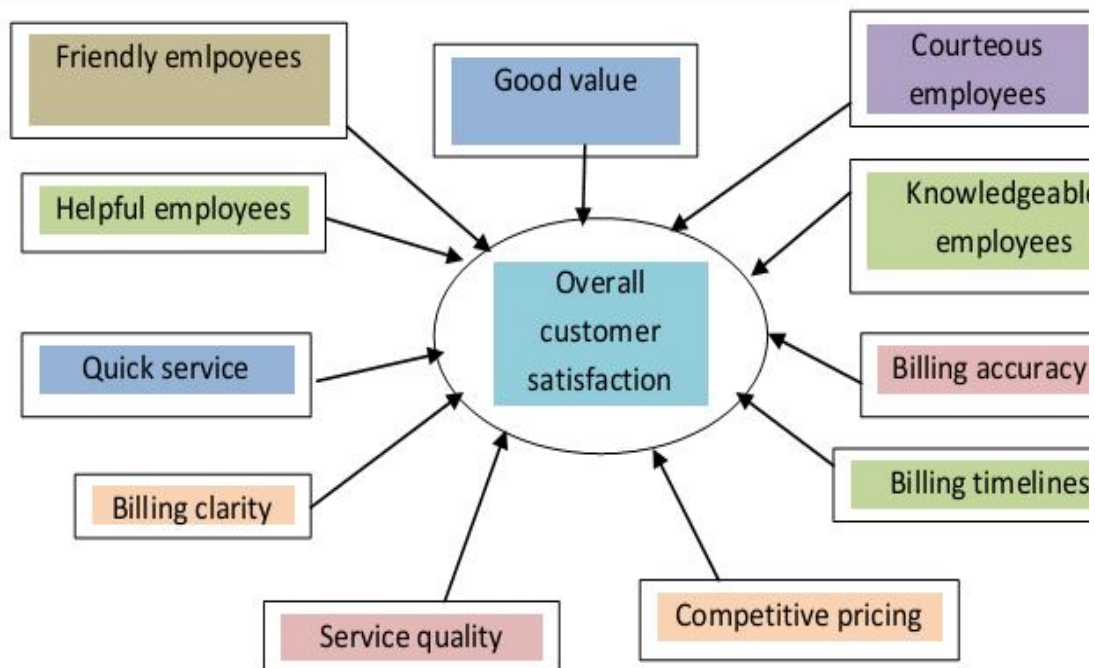 Friendly emlpoyees
Good value
Courteous
employees
Helpful employees
Knowledgeable
employees
Overall
customer
satisfaction
Quick service
Billing accuracy
Billing clarity
Billing timelines
Service quality
Competitive pricing